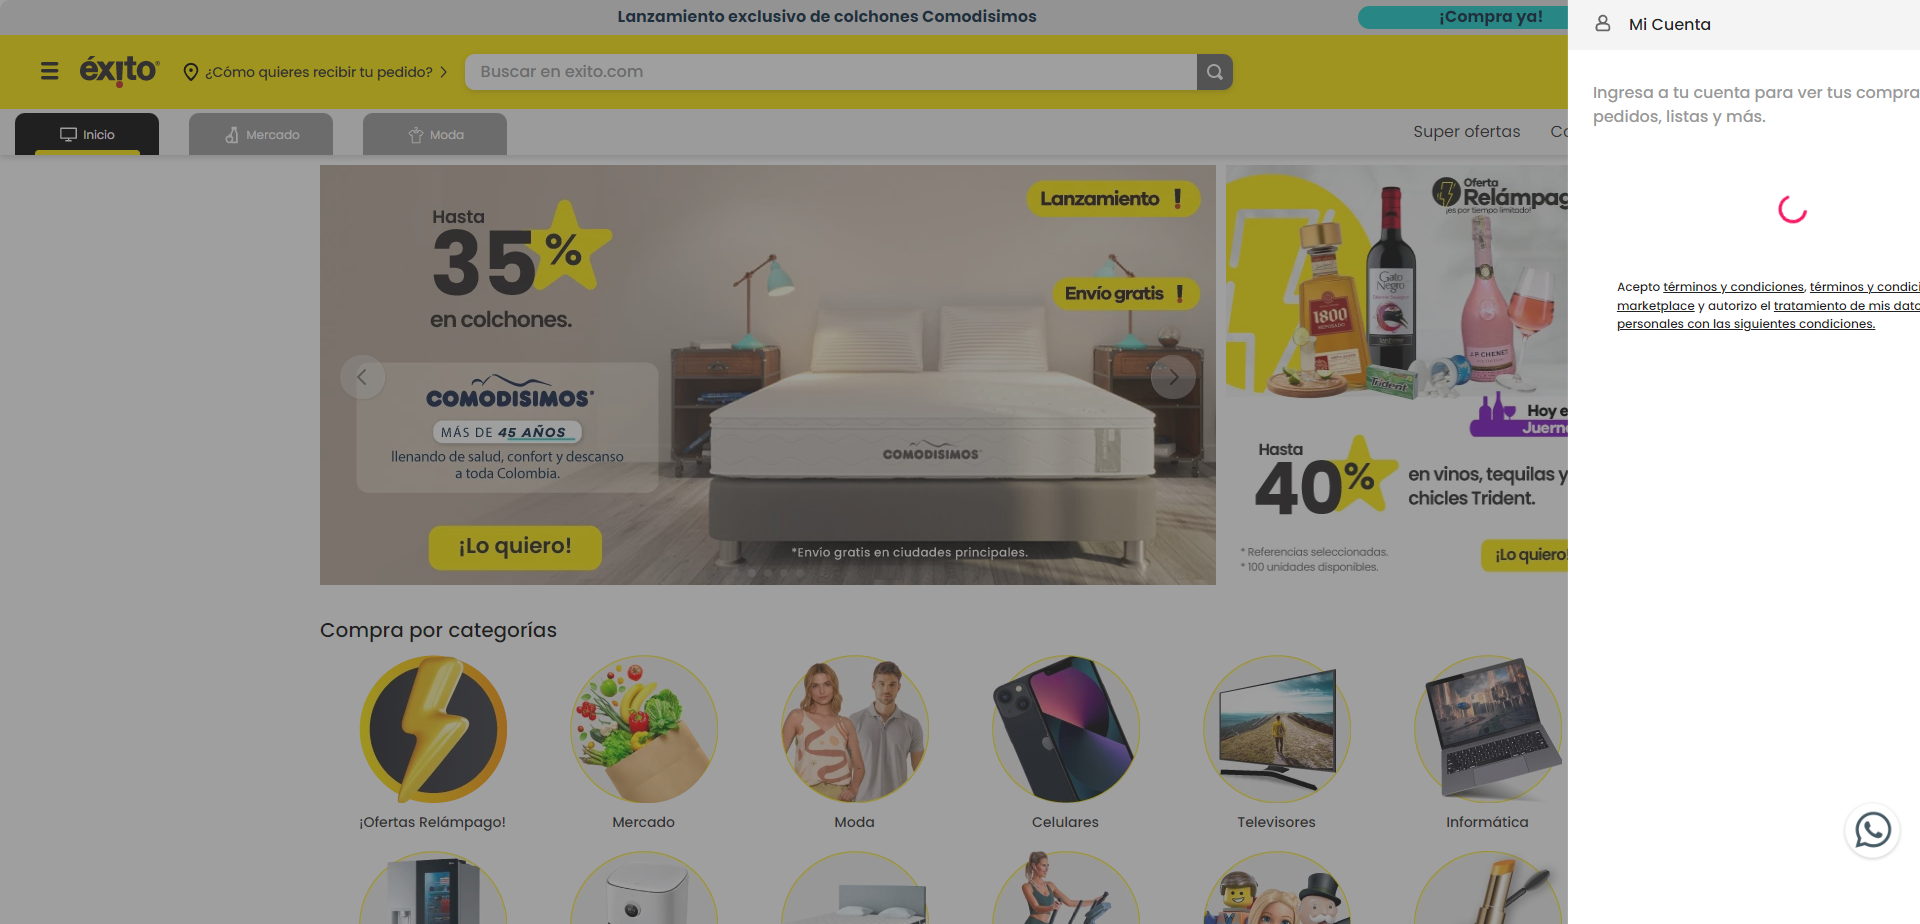 Lanzamiento exclusivo de colchones Comodisimos
¡Compra ya!
Mi Cuenta
éxito
¿Cómo quieres recibir tu pedido?
Buscar en exito.com
Inicio
Mercado
Moda
Super ofertas
Ingresa a tu cuenta para ver tus compra
pedidos, listas y más.
Acepto términos y condiciones, términos y condici
marketplace y autorizo el tratamiento de mis dato
personales con las siguientes condiciones.
Hasta
35%
en colchones.
Lanzamiento !
Envío gratis !
COMODISIMOS
MÁS DE 45 AÑOS
llenando de salud, confort y descanso
a toda Colombia.
¡Lo quiero!
COMODISIMOS
*Envío gratis en ciudades principales.
Oferta
Relámpag
¡es por tiempo limitado!
Gato
Negro
1800
REPOSADO
J.P. CHENET
Trident
Hoy e
Juern
Hasta
40%
en vinos, tequilas y
chicles Trident.
* Referencias seleccionadas.
* 100 unidades disponibles.
¡Lo quiero!
Compra por categorías
¡Ofertas Relámpago!
Mercado
Moda
Celulares
Televisores
Informática